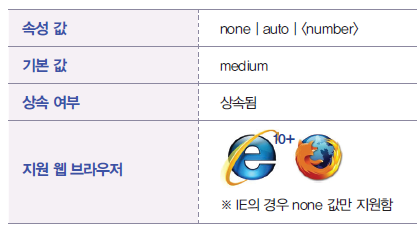 속성 값 none | auto | 〈number〉
기본 값 medium
상속 여부 상속됨
10+
지원 웹 브라우저
※ IE의 경우 none 값만 지원함